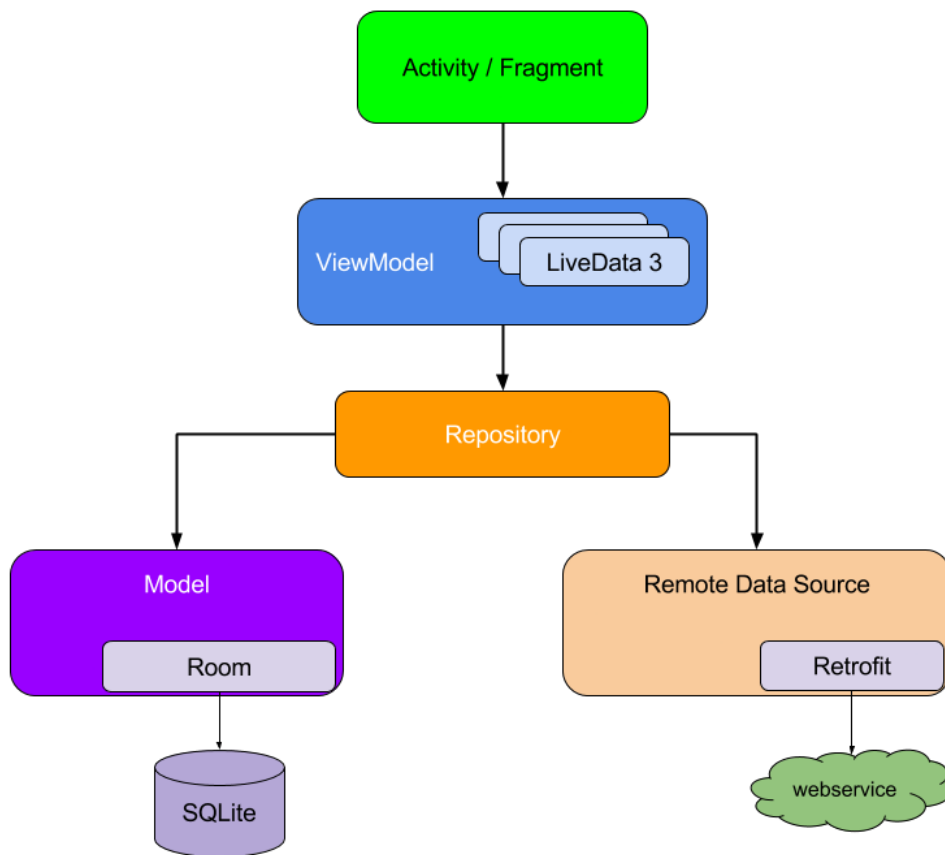 Activity / Fragment
ViewModel
LiveData 3
Repository
Model
Remote Data Source
Room
Retrofit
SQLite
webservice